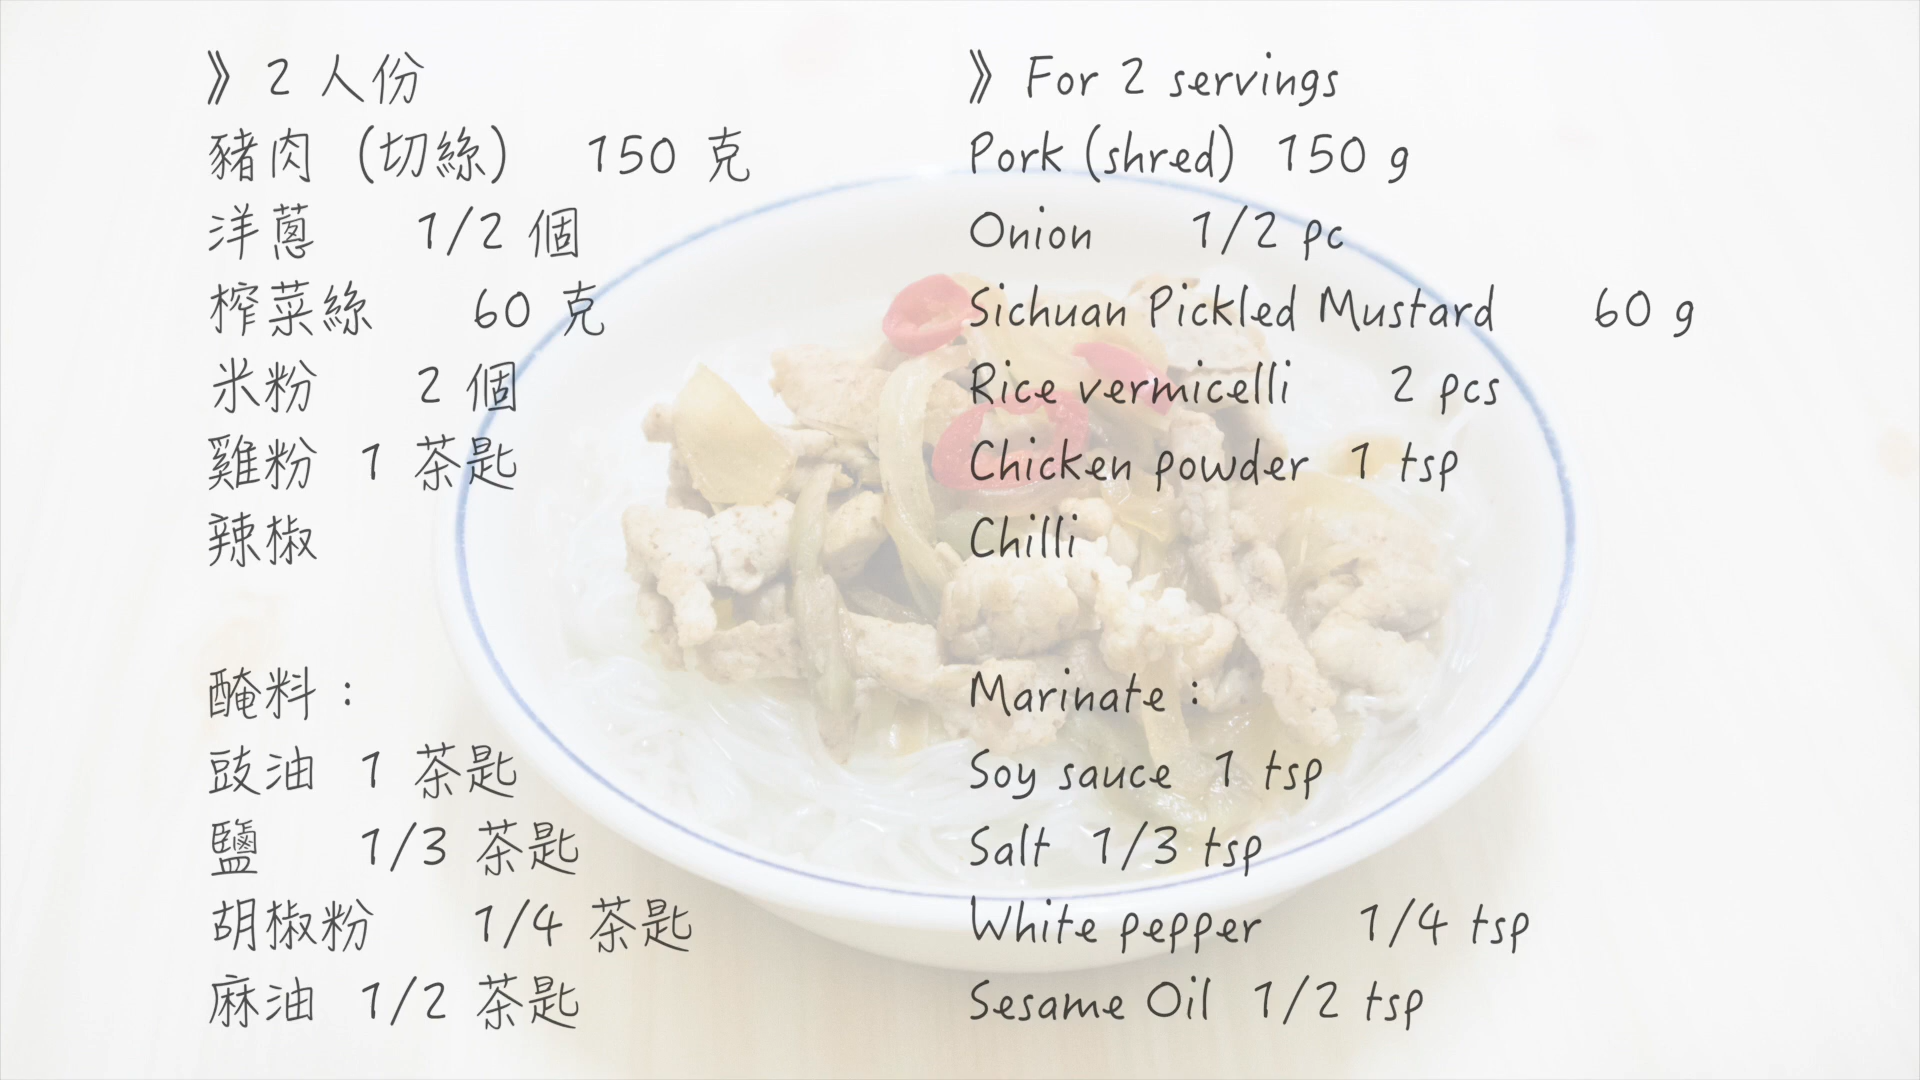 》2 人份
豬肉 (切絲) 150 克
洋蔥 1/2 個
榨菜絲 60 克
米粉 2 個
雞粉 1 茶匙
辣椒
醃料：
豉油 1 茶匙
鹽 1/3 茶匙
胡椒粉 1/4 茶匙
麻油 1/2 茶匙
》For 2 servings
Pork (shred) 150 g
Onion 1/2 pc
Sichuan Pickled Mustard 60 g
Rice vermicelli 2 pcs
Chicken powder 1 tsp
Chilli
Marinate：
Soy sauce 1 tsp
Salt 1/3 tsp
White pepper 1/4 tsp
Sesame Oil 1/2 tsp